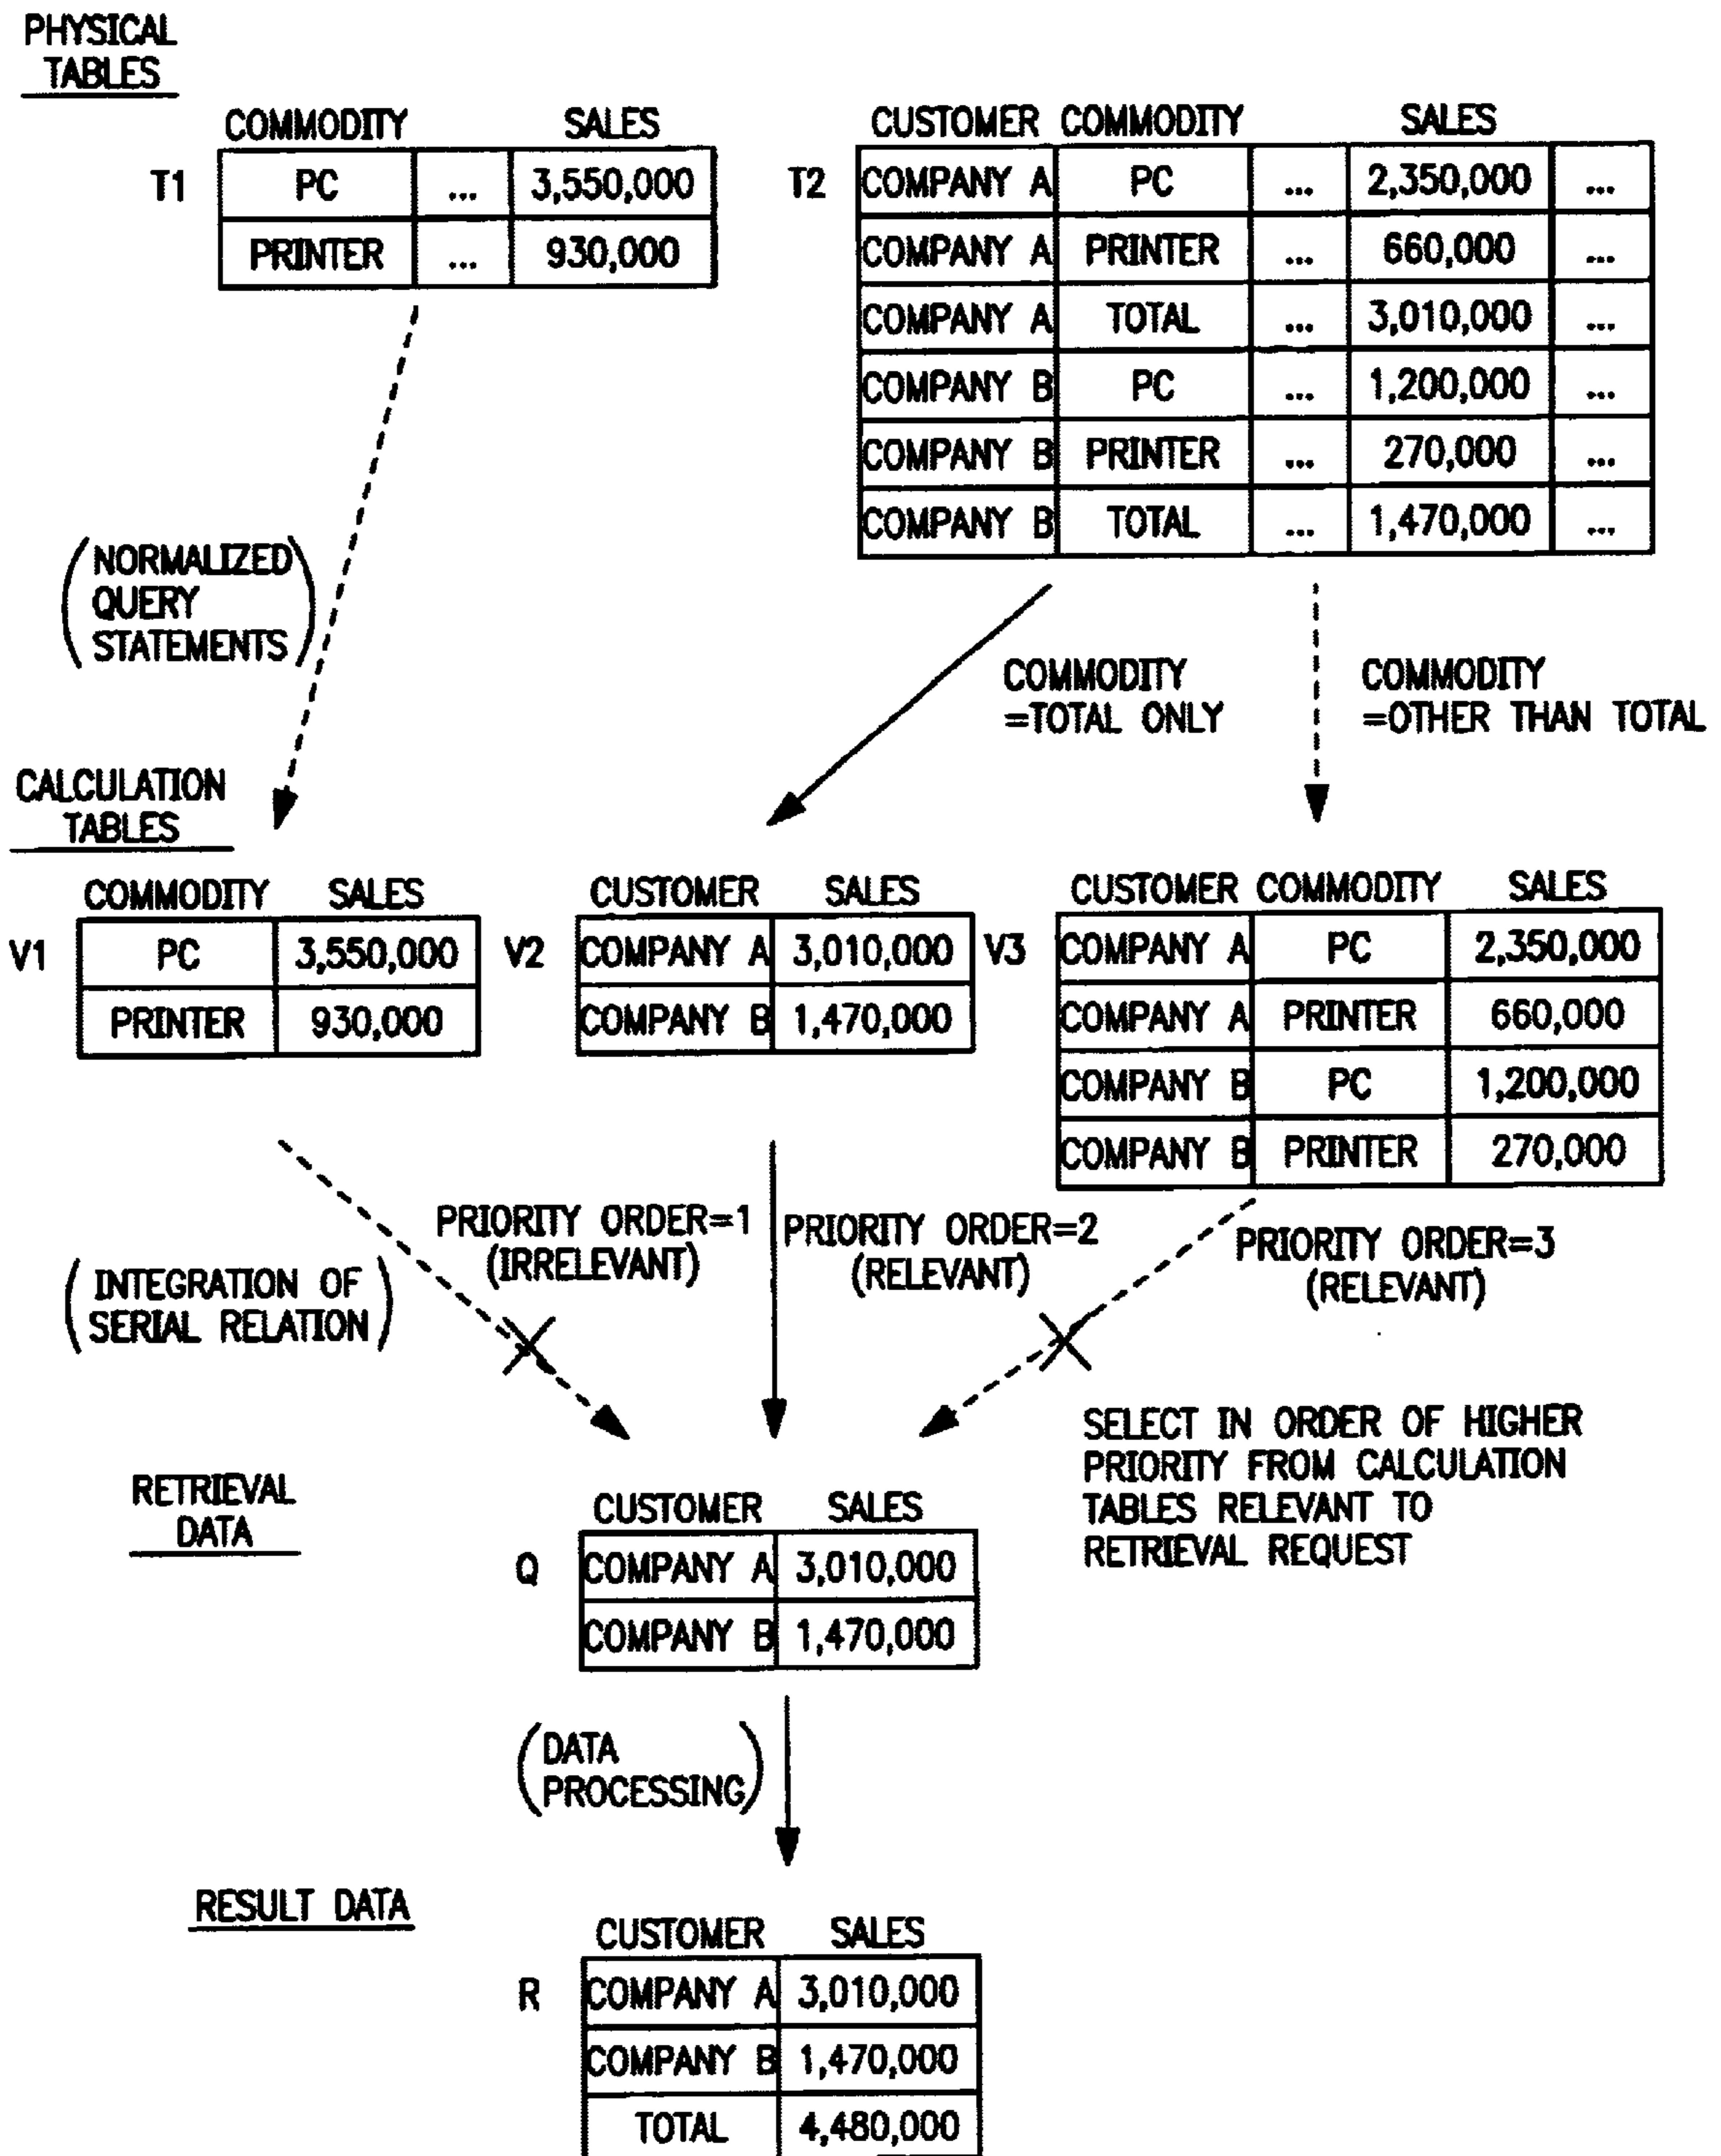 PHYSICAL
TABLES
COMMODITY SALES
T1 PC ... 3,550,000
PRINTER ... 930,000
CUSTOMER COMMODITY SALES
T2 COMPANY A PC ... 2,350,000 ...
COMPANY A PRINTER ... 660,000 ...
COMPANY A TOTAL ... 3,010,000 ...
COMPANY B PC ... 1,200,000 ...
COMPANY B PRINTER ... 270,000 ...
COMPANY B TOTAL ... 1,470,000 ...
(NORMALIZED
QUERY
STATEMENTS)
COMMODITY
=TOTAL ONLY
COMMODITY
=OTHER THAN TOTAL
CALCULATION
TABLES
COMMODITY SALES
V1 PC 3,550,000
PRINTER 930,000
CUSTOMER SALES
V2 COMPANY A 3,010,000
COMPANY B 1,470,000
CUSTOMER COMMODITY SALES
V3 COMPANY A PC 2,350,000
COMPANY A PRINTER 660,000
COMPANY B PC 1,200,000
COMPANY B PRINTER 270,000
(INTEGRATION OF
SERIAL RELATION)
PRIORITY ORDER=1
(IRRELEVANT)
PRIORITY ORDER=2
(RELEVANT)
PRIORITY ORDER=3
(RELEVANT)
SELECT IN ORDER OF HIGHER
PRIORITY FROM CALCULATION
TABLES RELEVANT TO
RETRIEVAL REQUEST
RETRIEVAL
DATA
CUSTOMER SALES
Q COMPANY A 3,010,000
COMPANY B 1,470,000
(DATA
PROCESSING)
RESULT DATA
CUSTOMER SALES
R COMPANY A 3,010,000
COMPANY B 1,470,000
TOTAL 4,480,000